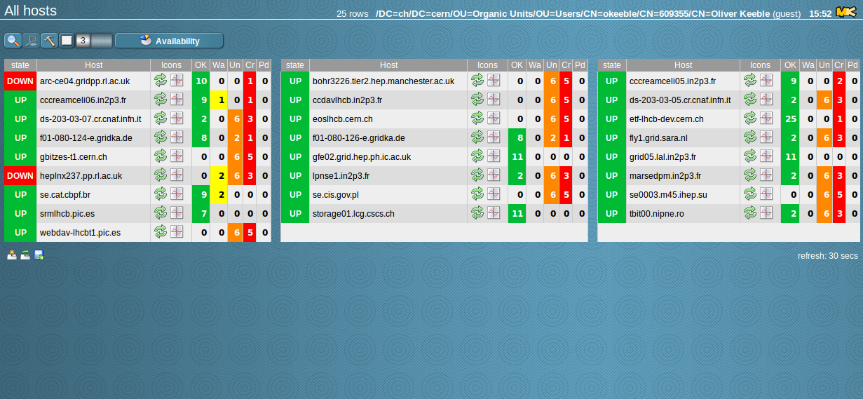 All hosts
25 rows /DC=ch/DC=cern/OU=Organic Units/OU=Users/CN=okeeble/CN=609355/CN=Oliver Keeble (guest) 15:52
3 Availability
state Host Icons OK Wa Un Cr Pd state Host Icons OK Wa Un Cr Pd state Host Icons OK Wa Un Cr Pd
DOWN arc-ce04.gridpp.rl.ac.uk 10 0 0 1 0 UP bohr3226.tier2.hep.manchester.ac.uk 0 0 6 5 0 UP cccreamceli05.in2p3.fr 9 0 0 2 0
UP cccreamceli06.in2p3.fr 9 1 0 1 0 UP ccdavlhcb.in2p3.fr 0 0 6 5 0 UP ds-203-03-05.cr.cnaf.infn.it 2 0 6 3 0
UP ds-203-03-07.cr.cnaf.infn.it 2 0 6 3 0 UP eoslhcb.cern.ch 0 0 6 5 0 UP etf-lhcb-dev.cern.ch 25 0 0 1 0
UP f01-080-124-e.gridka.de 8 0 2 1 0 UP f01-080-126-e.gridka.de 8 0 2 1 0 UP fly1.grid.sara.nl 2 0 6 3 0
UP gbitzes-t1.cern.ch 0 0 6 5 0 UP gfe02.grid.hep.ph.ic.ac.uk 11 0 0 0 0 UP grid05.lal.in2p3.fr 11 0 0 0 0
DOWN heplnx237.pp.rl.ac.uk 0 2 6 3 0 UP lpnse1.in2p3.fr 2 0 6 3 0 UP marsedpm.in2p3.fr 2 0 6 3 0
UP se.cat.cbpf.br 9 2 0 0 0 UP se.cis.gov.pl 0 0 6 5 0 UP se0003.m45.ihep.su 0 0 6 5 0
UP srmlhcb.pic.es 7 0 0 0 0 UP storage01.lcg.cscs.ch 11 0 0 0 0 UP tbit00.nipne.ro 2 0 6 3 0
UP webdav-lhcbt1.pic.es 0 0 6 5 0
refresh: 30 secs